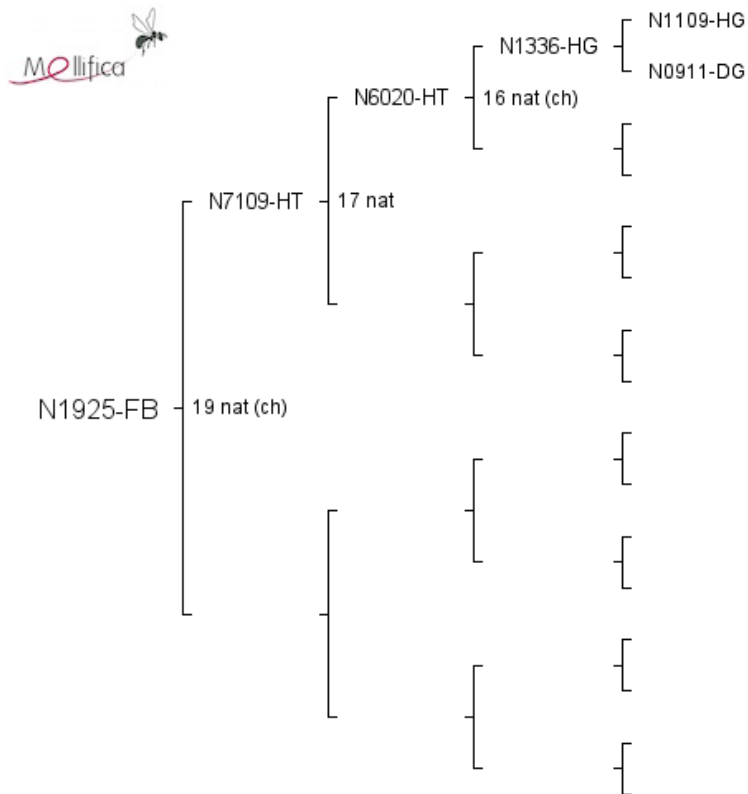 Mellifica
N1109-HG
N1336-HG
N0911-DG
N6020-HT
16 nat (ch)
N7109-HT
17 nat
N1925-FB
19 nat (ch)